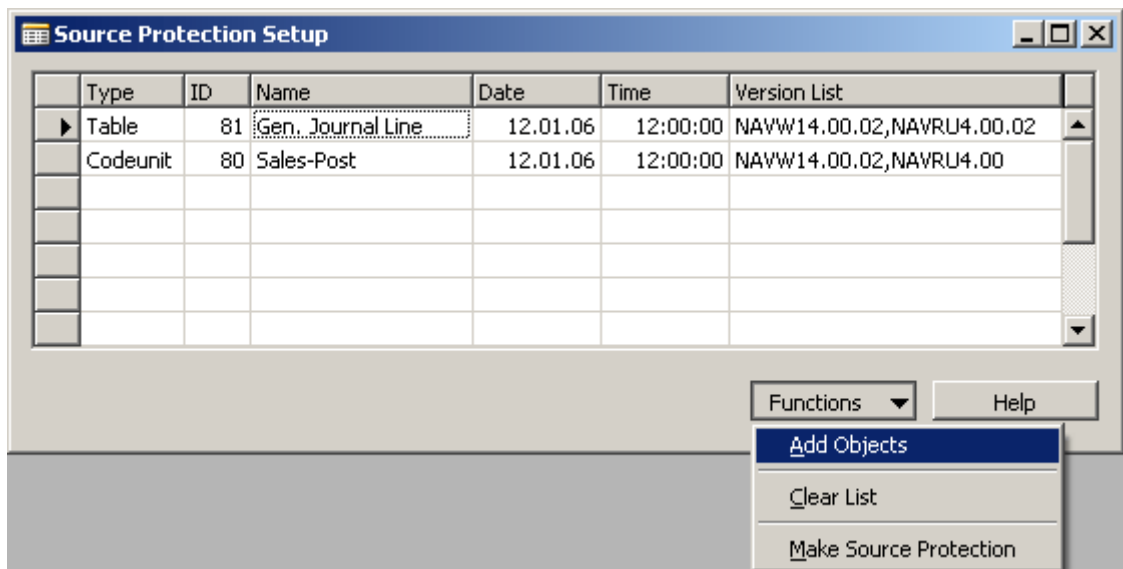 Source Protection Setup
Type ID Name Date Time Version List
Table 81 Gen. Journal Line 12.01.06 12:00:00 NAVW14.00.02,NAVRU4.00.02
Codeunit 80 Sales-Post 12.01.06 12:00:00 NAVW14.00.02,NAVRU4.00
Functions Help
Add Objects
Clear List
Make Source Protection